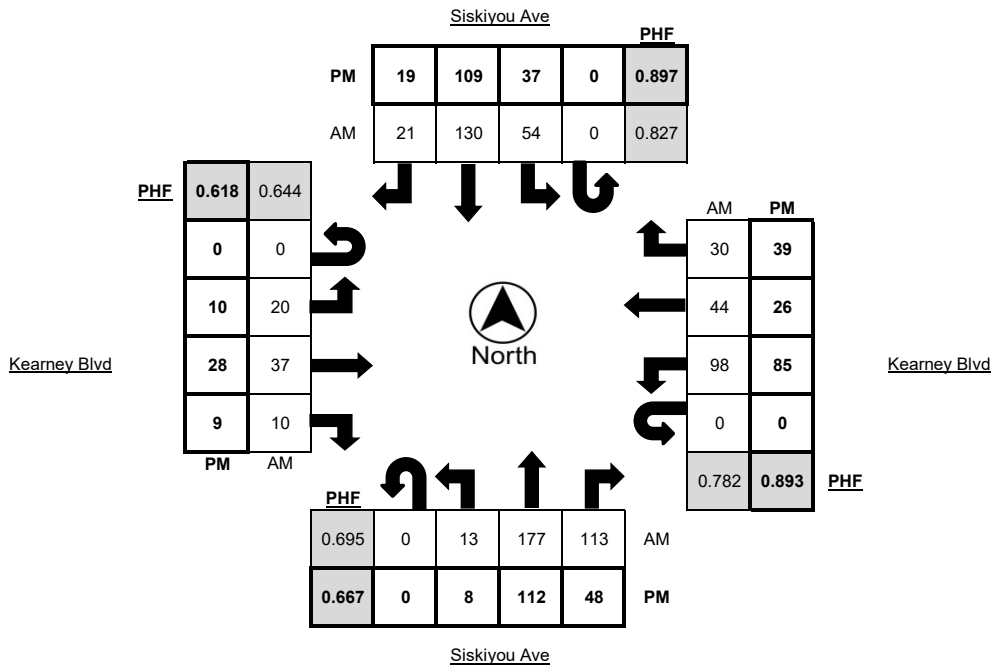 Siskiyou Ave
PHF
PM 19 109 37 0 0.897
AM 21 130 54 0 0.827
PHF 0.618 0.644
AM PM
0 0
30 39
10 20
44 26
North
Kearney Blvd
28 37
98 85
Kearney Blvd
9 10
0 0
PM AM
0.782 0.893 PHF
PHF
0.695 0 13 177 113 AM
0.667 0 8 112 48 PM
Siskiyou Ave